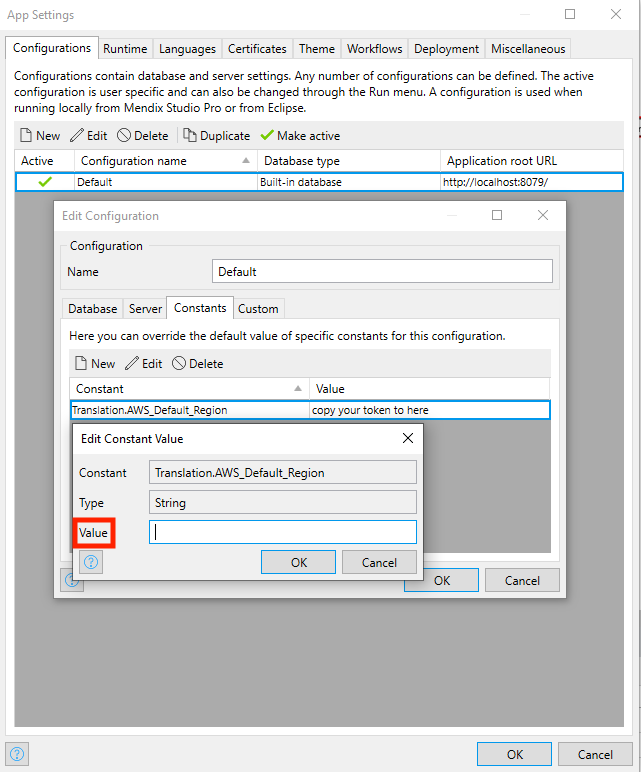 App Settings
Configurations Runtime Languages Certificates Theme Workflows Deployment Miscellaneous
Configurations contain database and server settings. Any number of configurations can be defined. The active
configuration is user specific and can also be changed through the Run menu. A configuration is used when
running locally from Mendix Studio Pro or from Eclipse.
New Edit Delete Duplicate Make active
Active Configuration name Database type Application root URL
Default Built-in database http://localhost:8079/
Edit Configuration
Configuration
Name Default
Database Server Constants Custom
Here you can override the default value of specific constants for this configuration.
New Edit Delete
Constant Value
Translation.AWS_Default_Region copy your token to here
Edit Constant Value
Constant Translation.AWS_Default_Region
Type String
Value
? OK Cancel
? OK Cancel
? OK Cancel